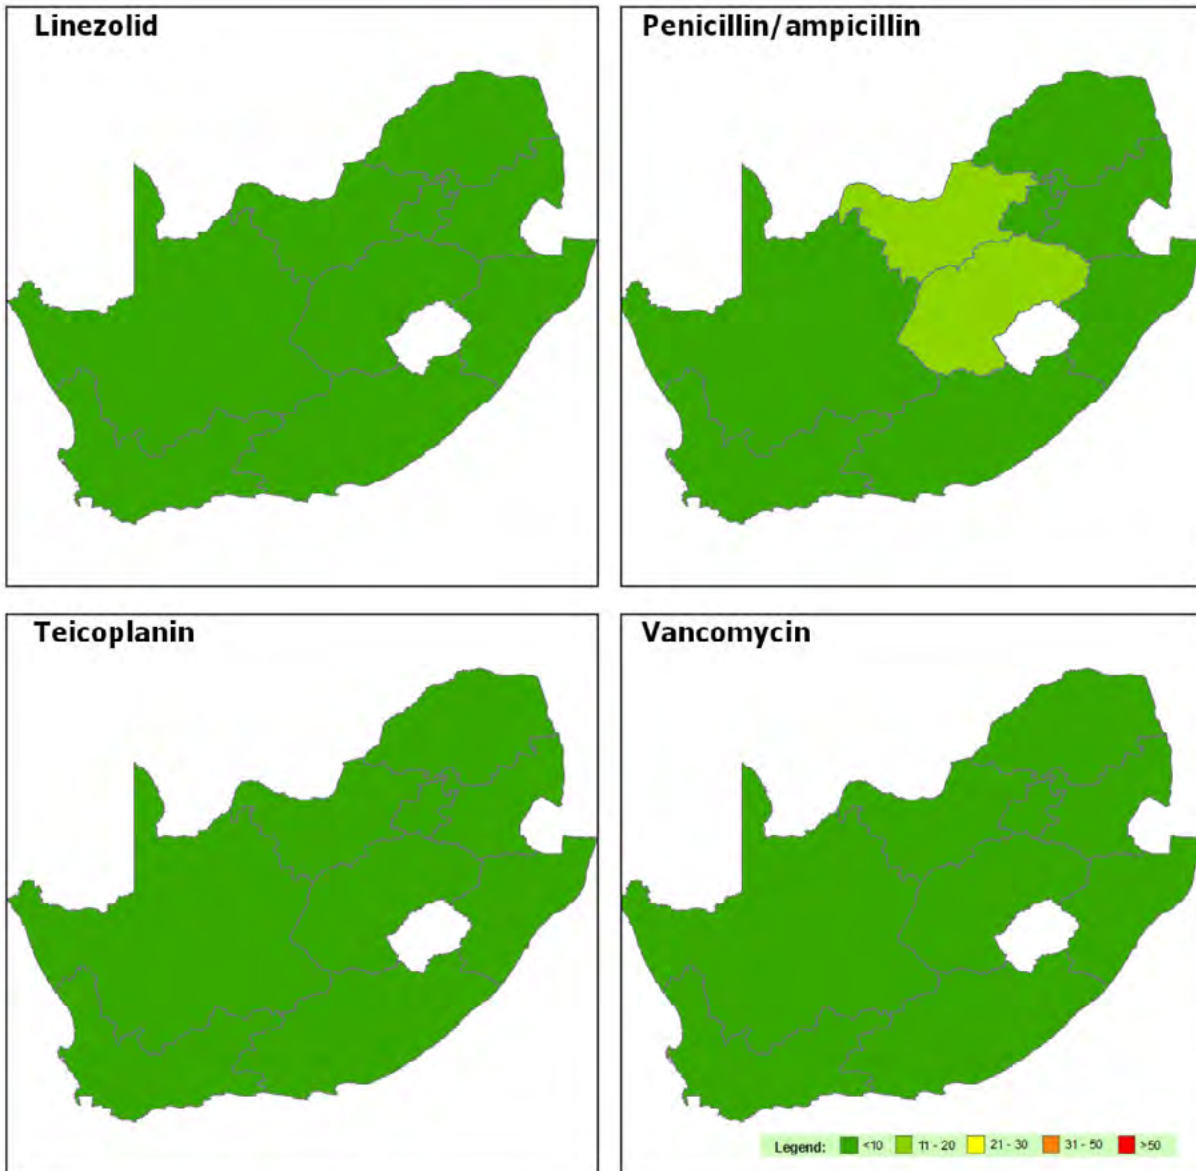 Linezolid
Penicillin/ampicillin
Teicoplanin
Vancomycin
Legend: <10 11 - 20 21 - 30 31 - 50 >50